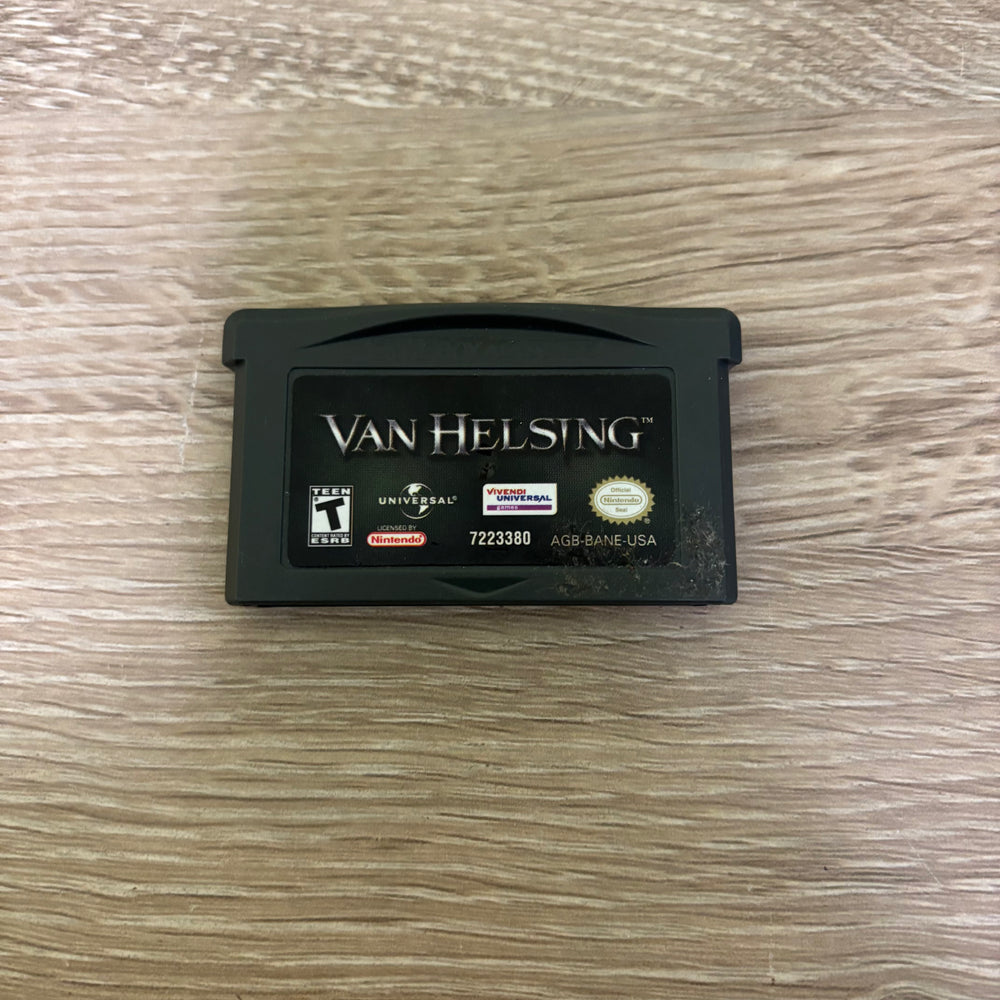 VAN HELSING™
TEEN
T
CONTENT RATED BY
ESRB
UNIVERSAL®
LICENSED BY
Nintendo
VIVENDI
UNIVERSAL
games
7223380
Official
Nintendo
Seal
®
AGB-BANE-USA